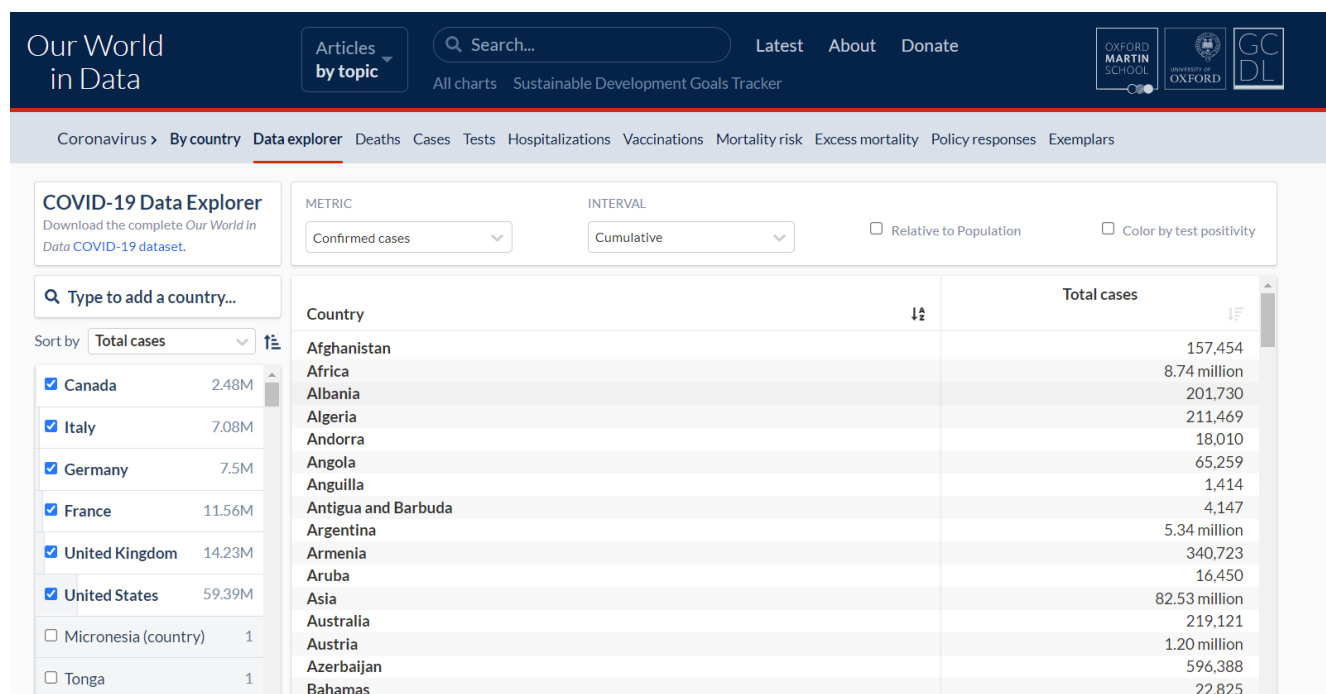 Our World
in Data
Articles
by topic
Search...
Latest About Donate
All charts Sustainable Development Goals Tracker
OXFORD
MARTIN
SCHOOL
UNIVERSITY OF
OXFORD
GC
DL
Coronavirus > By country Data explorer Deaths Cases Tests Hospitalizations Vaccinations Mortality risk Excess mortality Policy responses Exemplars
COVID-19 Data Explorer
Download the complete Our World in
Data COVID-19 dataset.
METRIC
Confirmed cases
INTERVAL
Cumulative
Relative to Population
Color by test positivity
Type to add a country...
Sort by Total cases
Canada 2.48M
Italy 7.08M
Germany 7.5M
France 11.56M
United Kingdom 14.23M
United States 59.39M
Micronesia (country) 1
Tonga 1
Country Total cases
Afghanistan 157,454
Africa 8.74 million
Albania 201,730
Algeria 211,469
Andorra 18,010
Angola 65,259
Anguilla 1,414
Antigua and Barbuda 4,147
Argentina 5.34 million
Armenia 340,723
Aruba 16,450
Asia 82.53 million
Australia 219,121
Austria 1.20 million
Azerbaijan 596,388
Bahamas 22,825